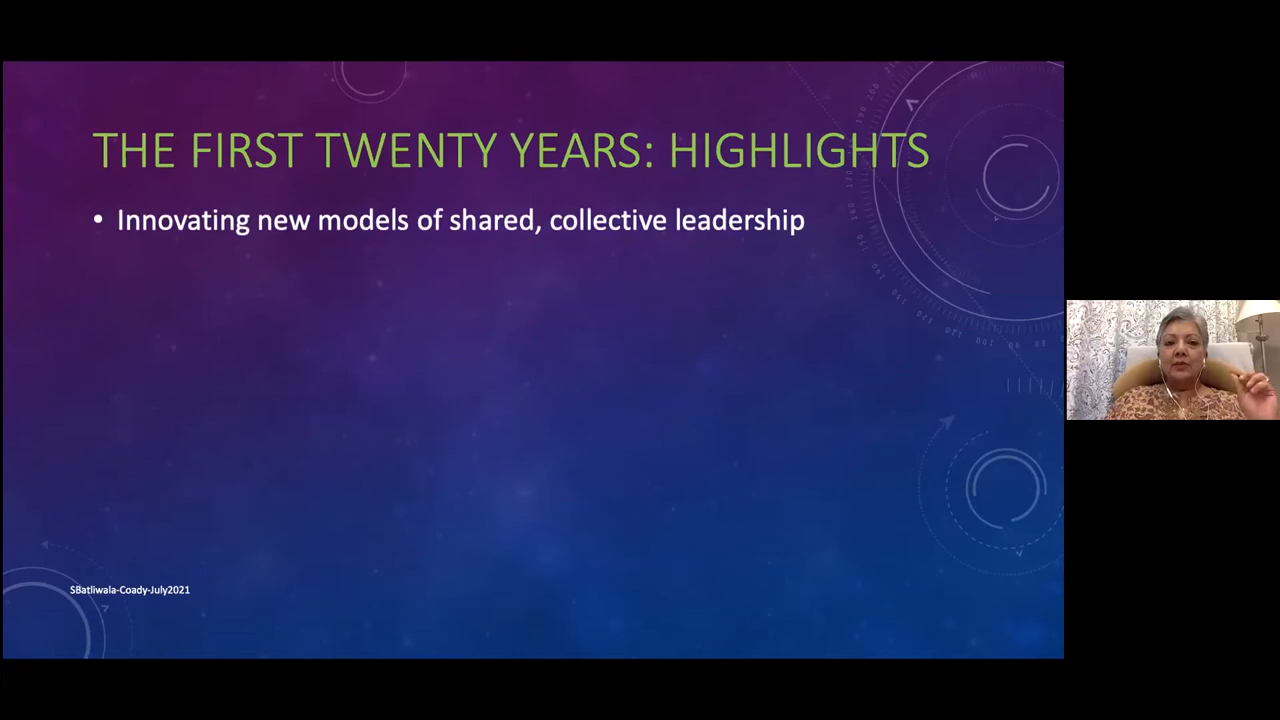 THE FIRST TWENTY YEARS: HIGHLIGHTS
• Innovating new models of shared, collective leadership
SBatliwala-Coady-July2021